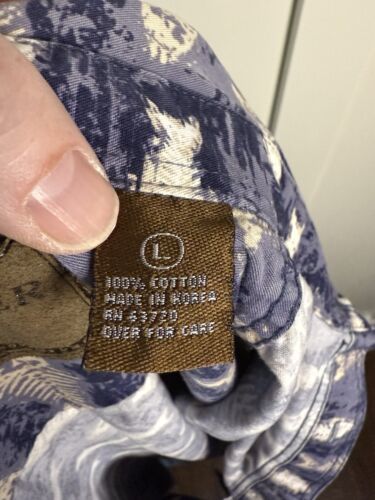 L
100% COTTON
MADE IN KOREA
RN 43720
OVER FOR CARE
R